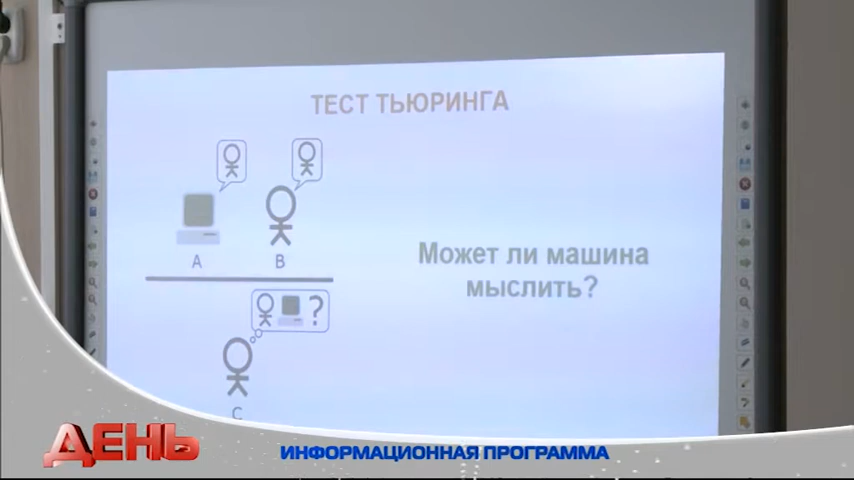 ТЕСТ ТЬЮРИНГА
A
B
?
Может ли машина
мыслить?
C
ДЕНЬ
ИНФОРМАЦИОННАЯ ПРОГРАММА